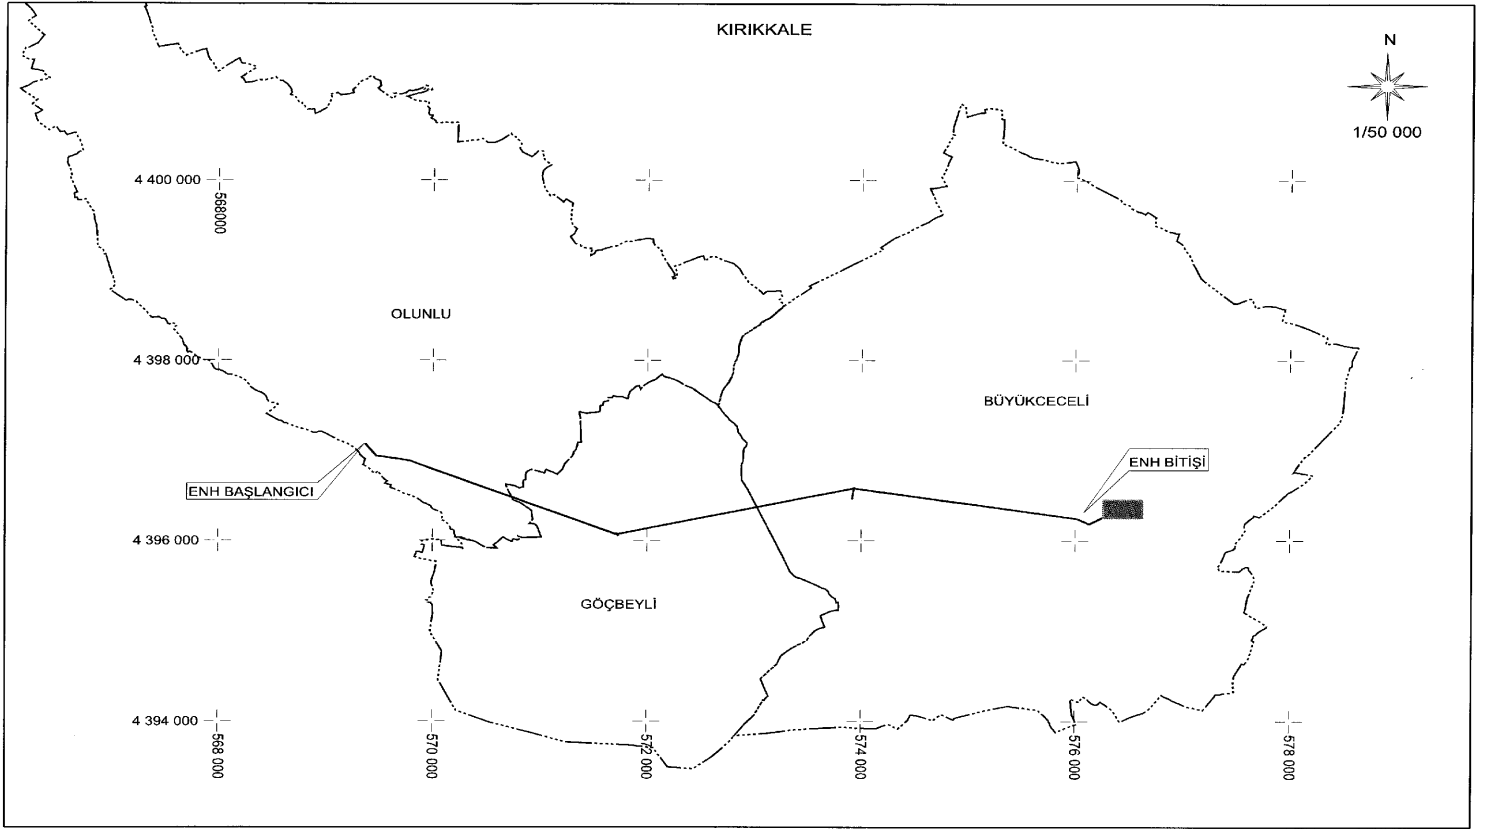 KIRIKKALE
N
1/50 000
4 400 000
568000
OLUNLU
4 398 000
BÜYÜKCECELİ
ENH BİTİŞİ
ENH BAŞLANGICI
4 396 000
GÖÇBEYLİ
4 394 000
568 000
570 000
572 000
574 000
576 000
578 000